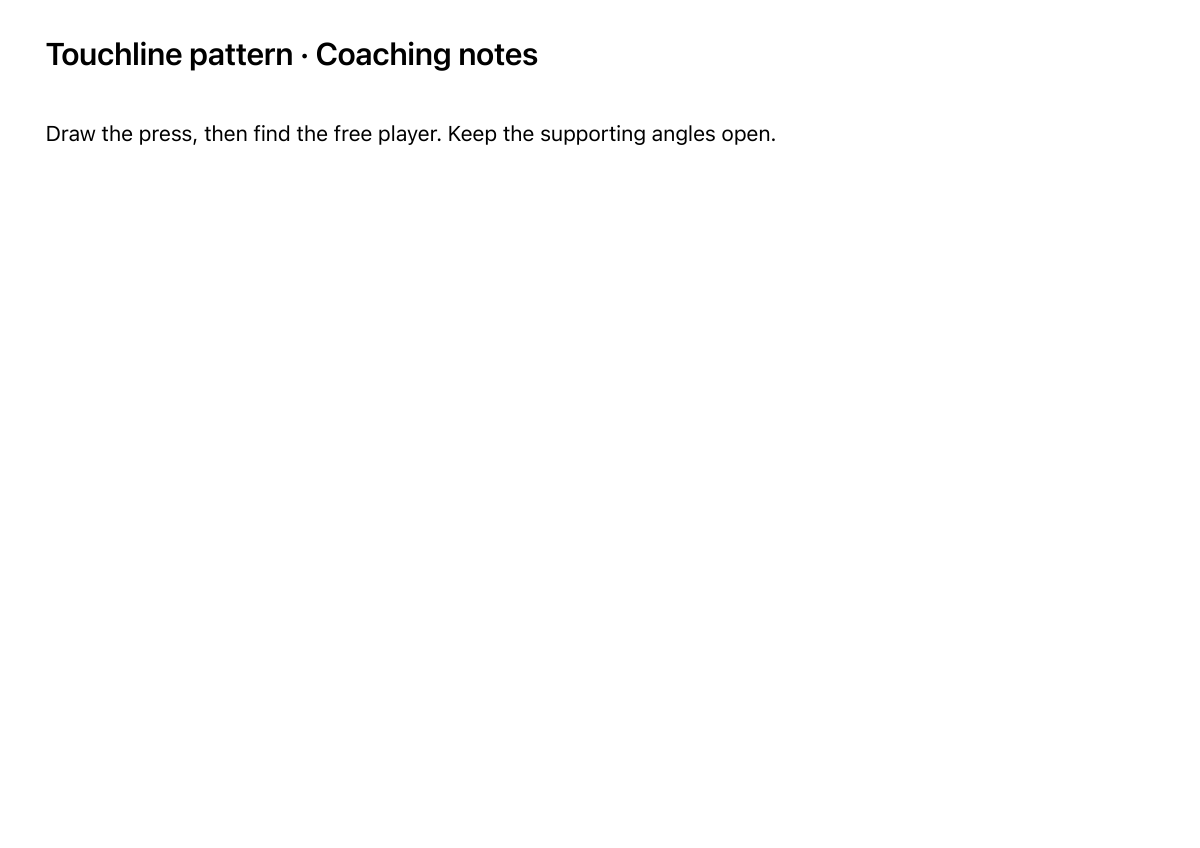 Touchline pattern · Coaching notes
Draw the press, then find the free player. Keep the supporting angles open.